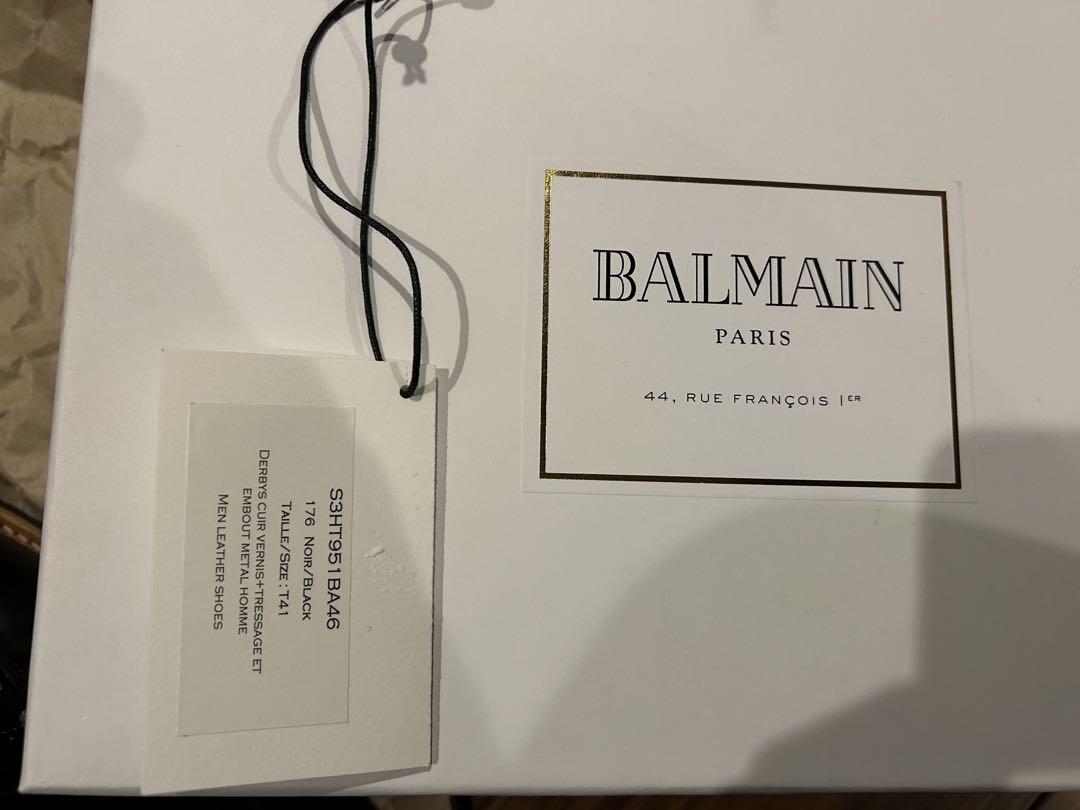 BALMAIN
PARIS
44, RUE FRANÇOIS IER
S3HT951BA46
176 NOIR/BLACK
TAILLE/SIZE : T41
DERBYS CUIR VERNIS+TRESSAGE ET
EMBOUT METAL HOMME
MEN LEATHER SHOES